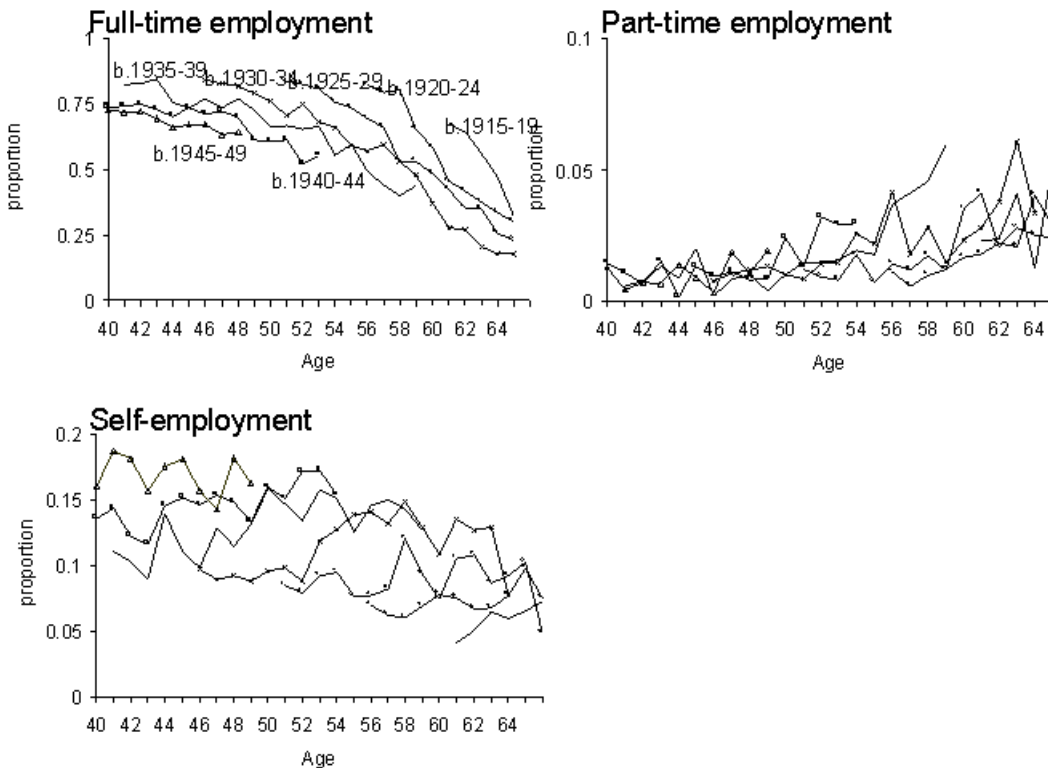 Full-time employment
1
b.1935-39
b.1930-34
b.1925-29
b.1920-24
0.75
b.1915-19
proportion
b.1945-49
0.5
b.1940-44
0.25
0
40 42 44 46 48 50 52 54 56 58 60 62 64
Age
Part-time employment
0.1
proportion
0.05
0
40 42 44 46 48 50 52 54 56 58 60 62 64
Age
Self-employment
0.2
0.15
proportion
0.1
0.05
0
40 42 44 46 48 50 52 54 56 58 60 62 64
Age